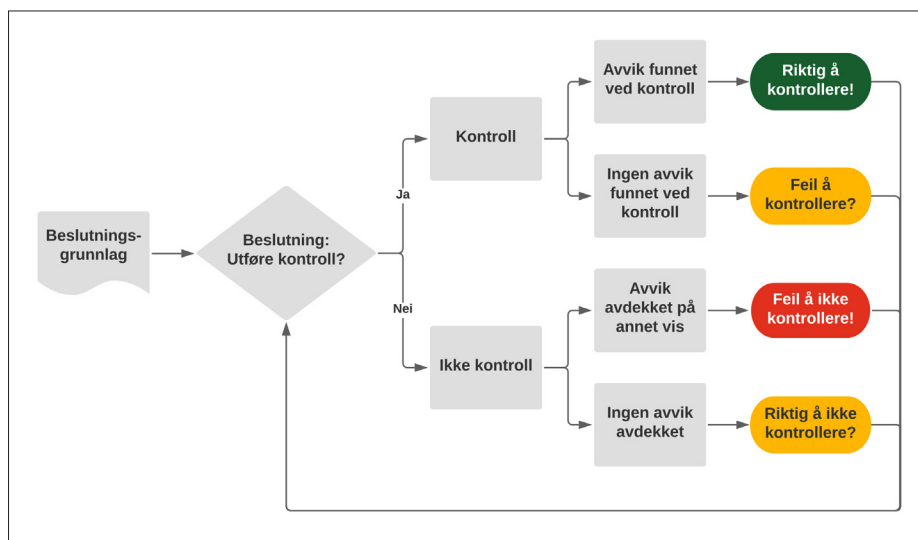 Beslutnings-
grunnlag
Beslutning:
Utføre kontroll?
Ja
Nei
Kontroll
Ikke kontroll
Avvik funnet
ved kontroll
Ingen avvik
funnet ved
kontroll
Avvik
avdekket på
annet vis
Ingen avvik
avdekket
Riktig å
kontrollere!
Feil å
kontrollere?
Feil å ikke
kontrollere!
Riktig å ikke
kontrollere?